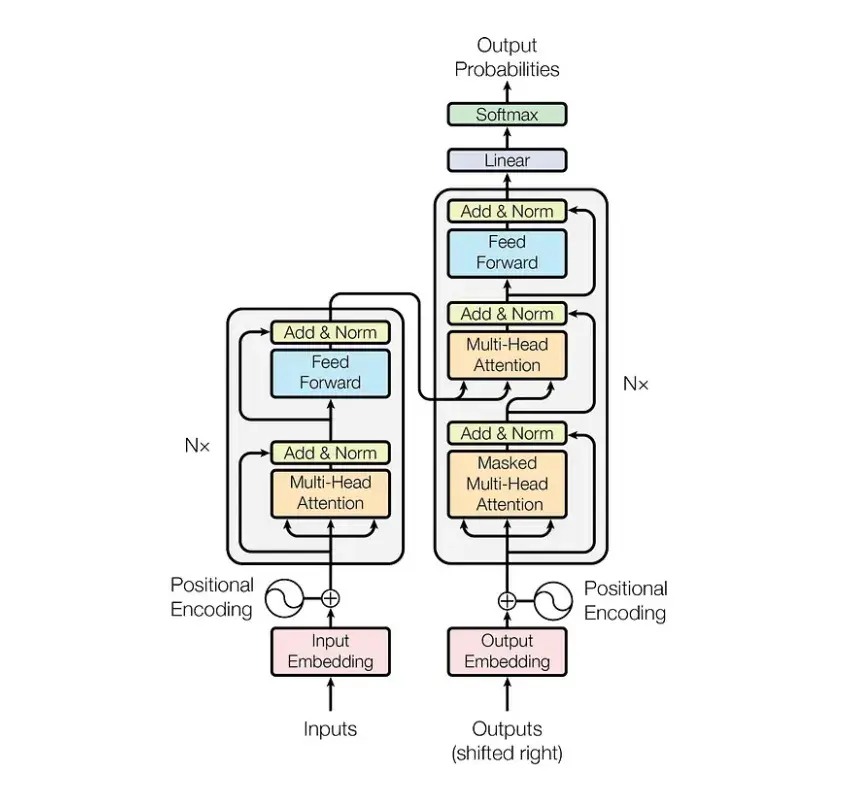 Output
Probabilities
Softmax
Linear
Add & Norm
Feed
Forward
Add & Norm
Multi-Head
Attention
Add & Norm
Masked
Multi-Head
Attention
N×
Add & Norm
Feed
Forward
Add & Norm
Multi-Head
Attention
N×
Positional
Encoding
Positional
Encoding
Input
Embedding
Output
Embedding
Inputs
Outputs
(shifted right)